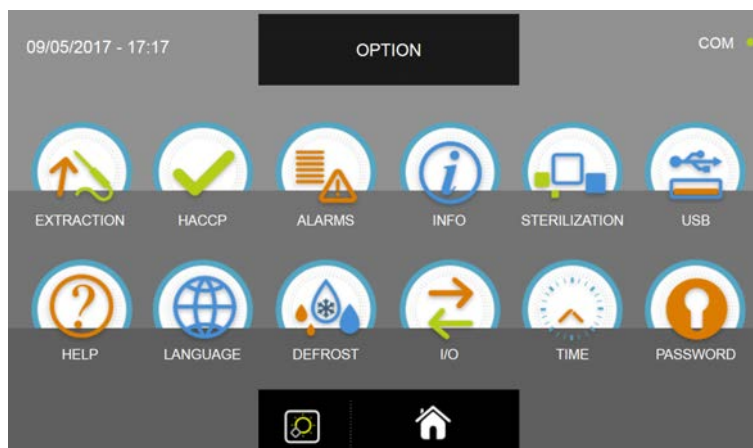 09/05/2017 - 17:17 OPTION COM
EXTRACTION HACCP ALARMS INFO STERILIZATION USB
HELP LANGUAGE DEFROST I/O TIME PASSWORD